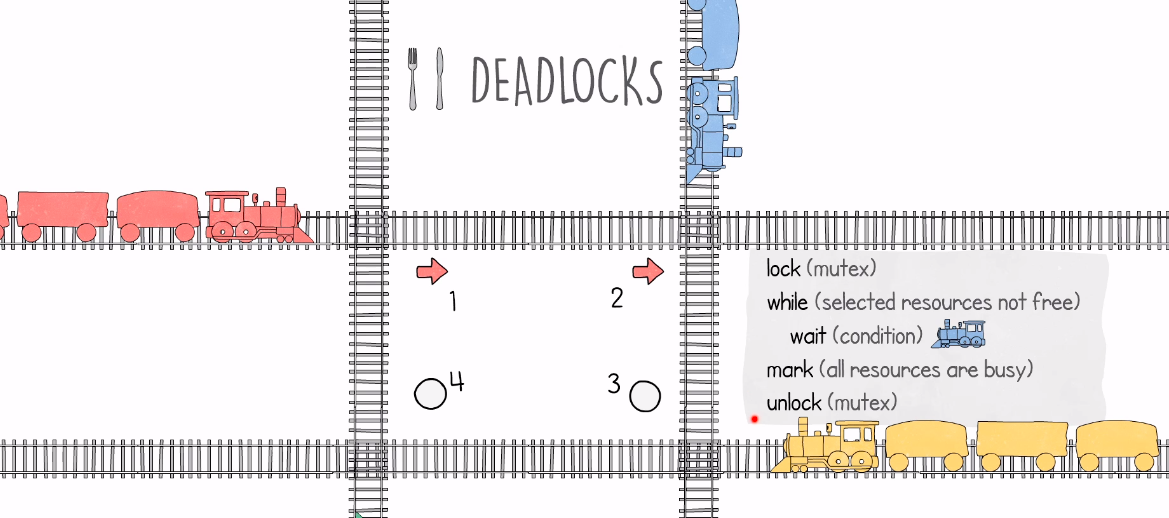 DEADLOCKS
1
2
4
3
lock (mutex)
while (selected resources not free)
wait (condition)
mark (all resources are busy)
unlock (mutex)